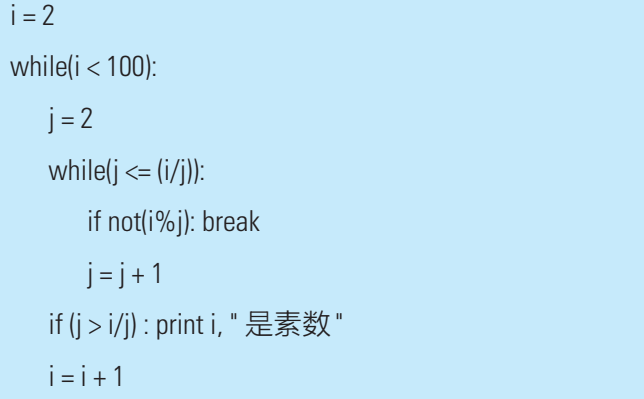 i = 2
while(i < 100):
j = 2
while(j <= (i/j)):
if not(i%j): break
j = j + 1
if (j > i/j) : print i, " 是素数 "
i = i + 1